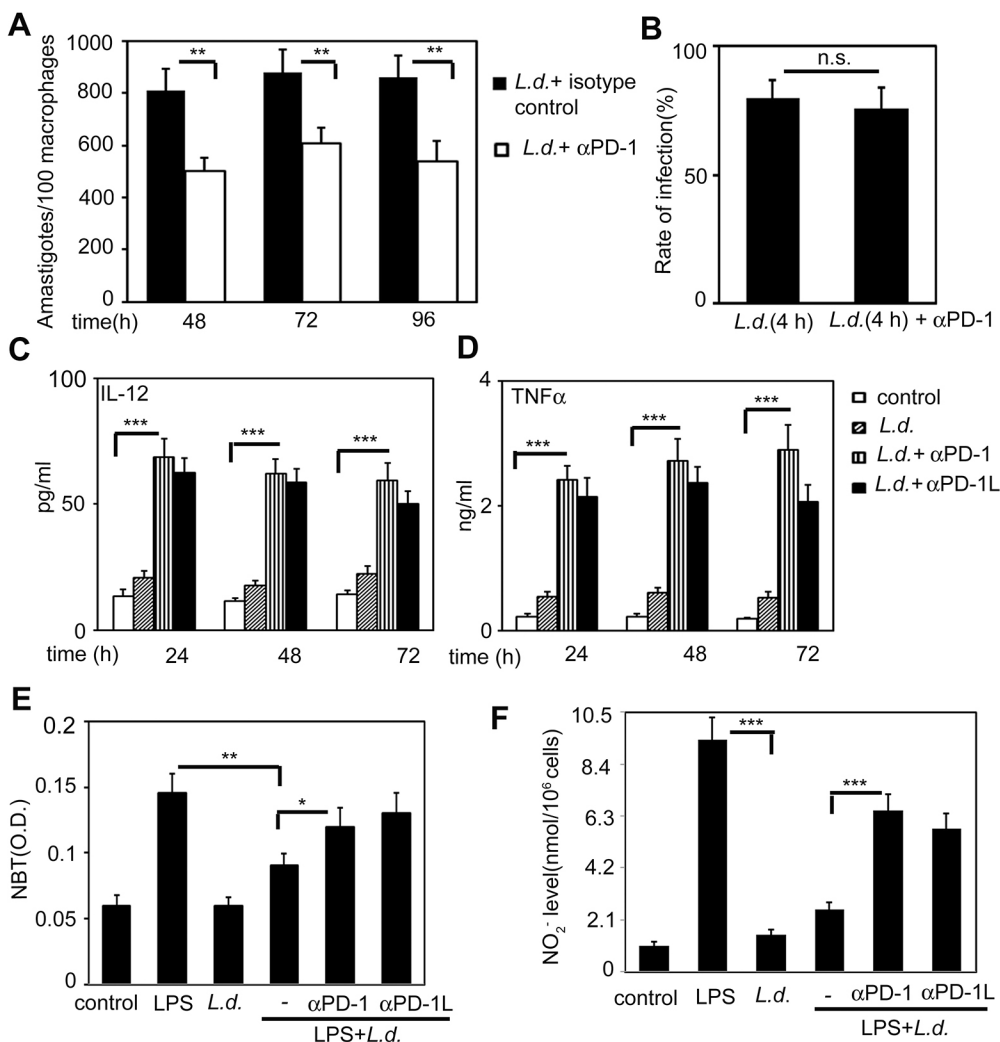 A
Amastigotes/100 macrophages
1000
800
600
400
200
0
** ** **
time(h) 48 72 96
L.d.+ isotype
control
L.d.+ αPD-1
B
Rate of infection(%)
100
50
0
n.s.
L.d.(4 h) L.d.(4 h) + αPD-1
C
IL-12
pg/ml
100
50
0
*** *** ***
time (h) 24 48 72
D
TNFα
ng/ml
4
2
0
*** *** ***
time (h) 24 48 72
control
L.d.
L.d.+ αPD-1
L.d.+ αPD-1L
E
NBT(O.D.)
0.2
0.15
0.1
0.05
0
**
*
control LPS L.d. - αPD-1 αPD-1L
LPS+L.d.
F
NO₂⁻ level(nmol/10⁶ cells)
10.5
8.4
6.3
4.2
2.1
0
***
***
control LPS L.d. - αPD-1 αPD-1L
LPS+L.d.